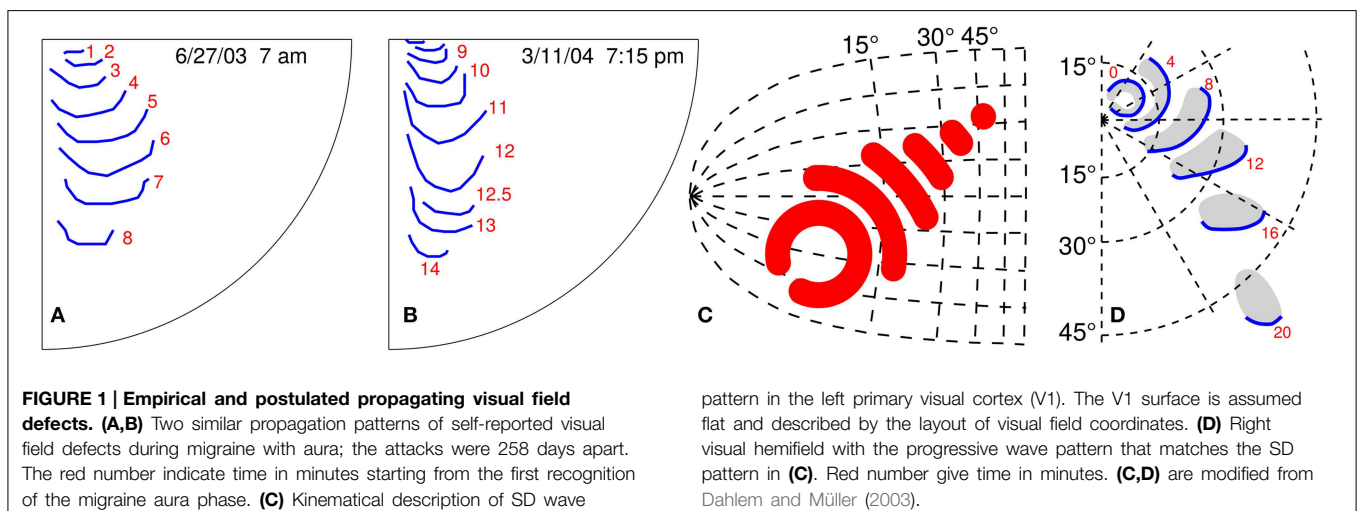 6/27/03 7 am
1 2
3
4
5
6
7
8
A
3/11/04 7:15 pm
9
10
11
12
12.5
13
14
B
15° 30° 45°
C
15°
0
4
8
15°
12
16
30°
45°
20
D
FIGURE 1 | Empirical and postulated propagating visual field
defects. (A,B) Two similar propagation patterns of self-reported visual
field defects during migraine with aura; the attacks were 258 days apart.
The red number indicate time in minutes starting from the first recognition
of the migraine aura phase. (C) Kinematical description of SD wave
pattern in the left primary visual cortex (V1). The V1 surface is assumed
flat and described by the layout of visual field coordinates. (D) Right
visual hemifield with the progressive wave pattern that matches the SD
pattern in (C). Red number give time in minutes. (C,D) are modified from
Dahlem and Müller (2003).